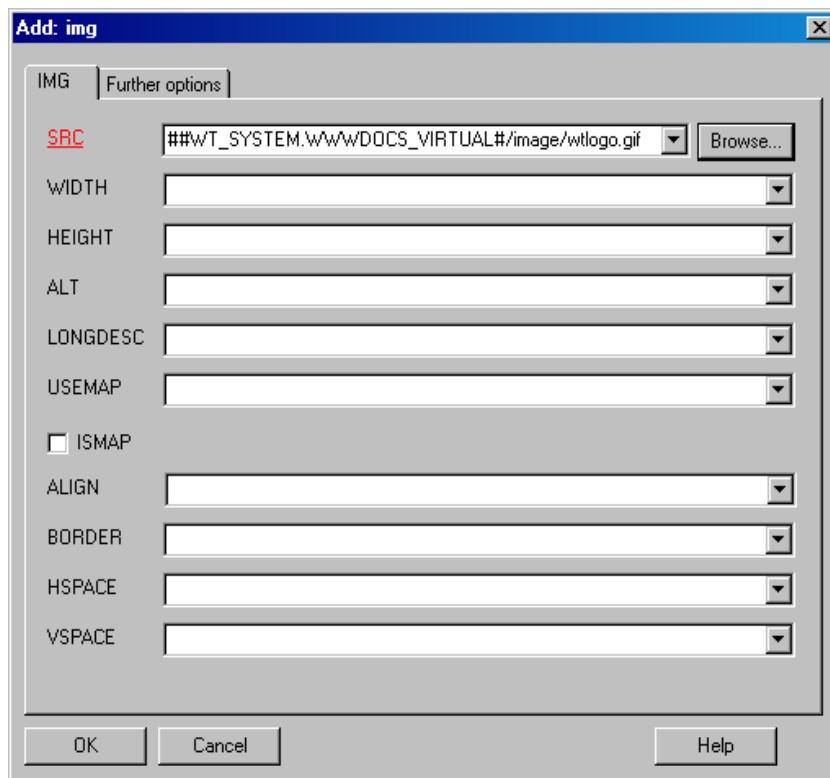 Add: img
IMG Further options
SRC ##WT_SYSTEM.WWWDOCS_VIRTUAL#/image/wtlogo.gif Browse...
WIDTH
HEIGHT
ALT
LONGDESC
USEMAP
ISMAP
ALIGN
BORDER
HSPACE
VSPACE
OK Cancel Help